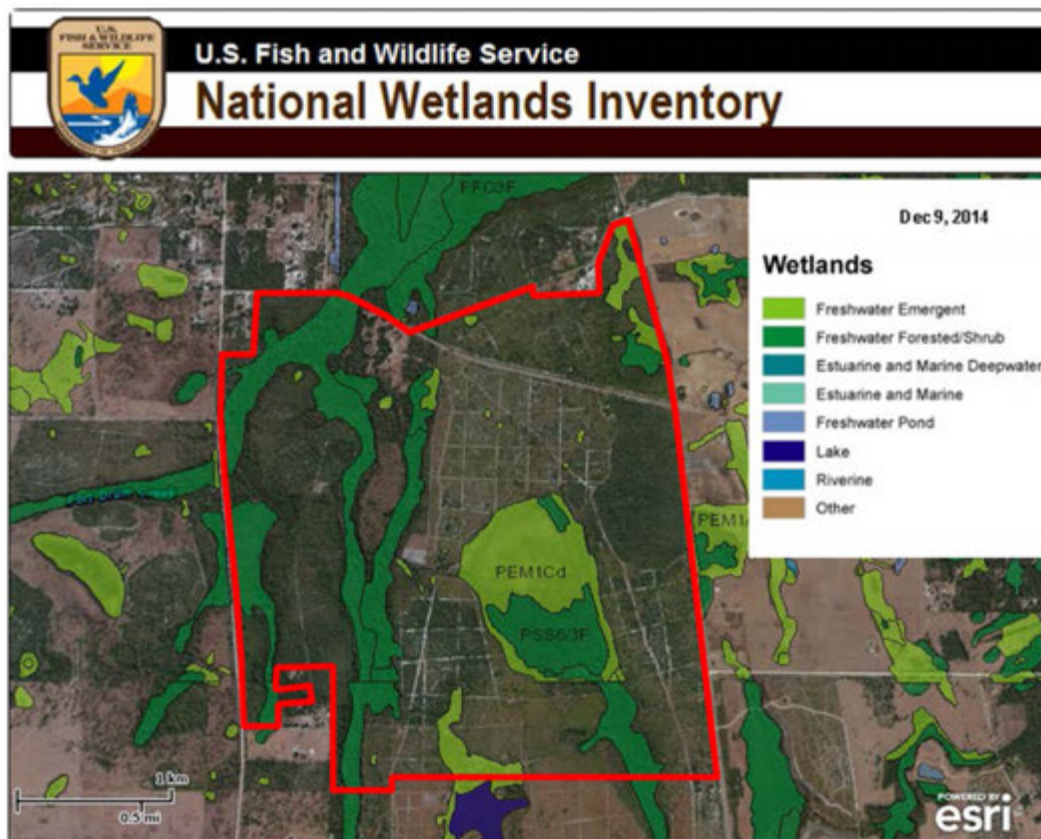 U.S.
FISH & WILDLIFE
SERVICE
U.S. Fish and Wildlife Service
National Wetlands Inventory
Dec 9, 2014
Wetlands
Freshwater Emergent
Freshwater Forested/Shrub
Estuarine and Marine Deepwater
Estuarine and Marine
Freshwater Pond
Lake
Riverine
Other
PEM1/
PEM1Cd
PSS6/3F
1 km
0.5 mi
POWERED BY
esri